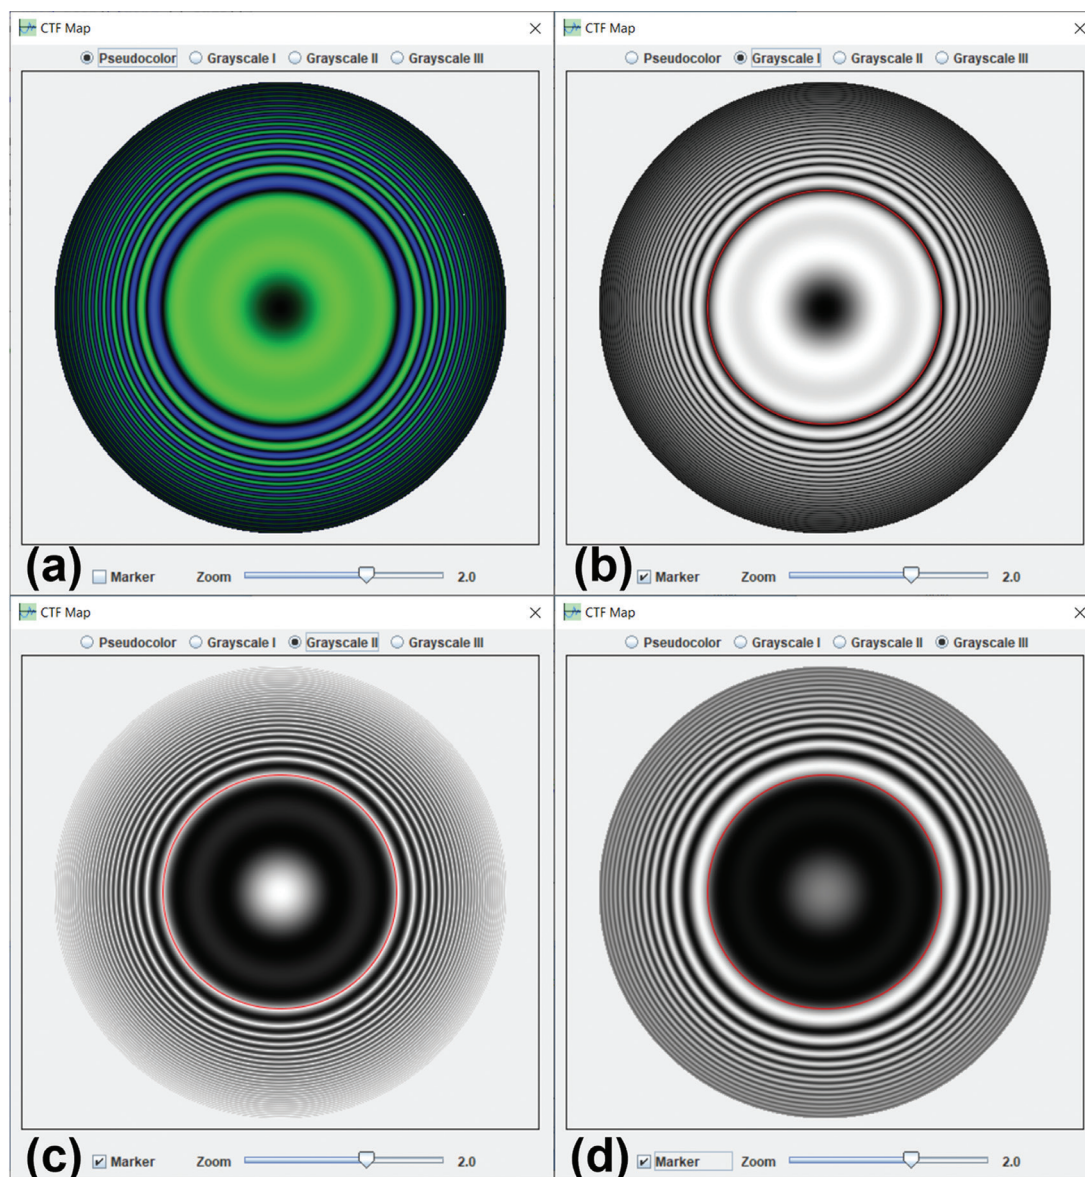 CTF Map
Pseudocolor Grayscale I Grayscale II Grayscale III
(a) Marker Zoom 2.0
CTF Map
Pseudocolor Grayscale I Grayscale II Grayscale III
(b) Marker Zoom 2.0
CTF Map
Pseudocolor Grayscale I Grayscale II Grayscale III
(c) Marker Zoom 2.0
CTF Map
Pseudocolor Grayscale I Grayscale II Grayscale III
(d) Marker Zoom 2.0